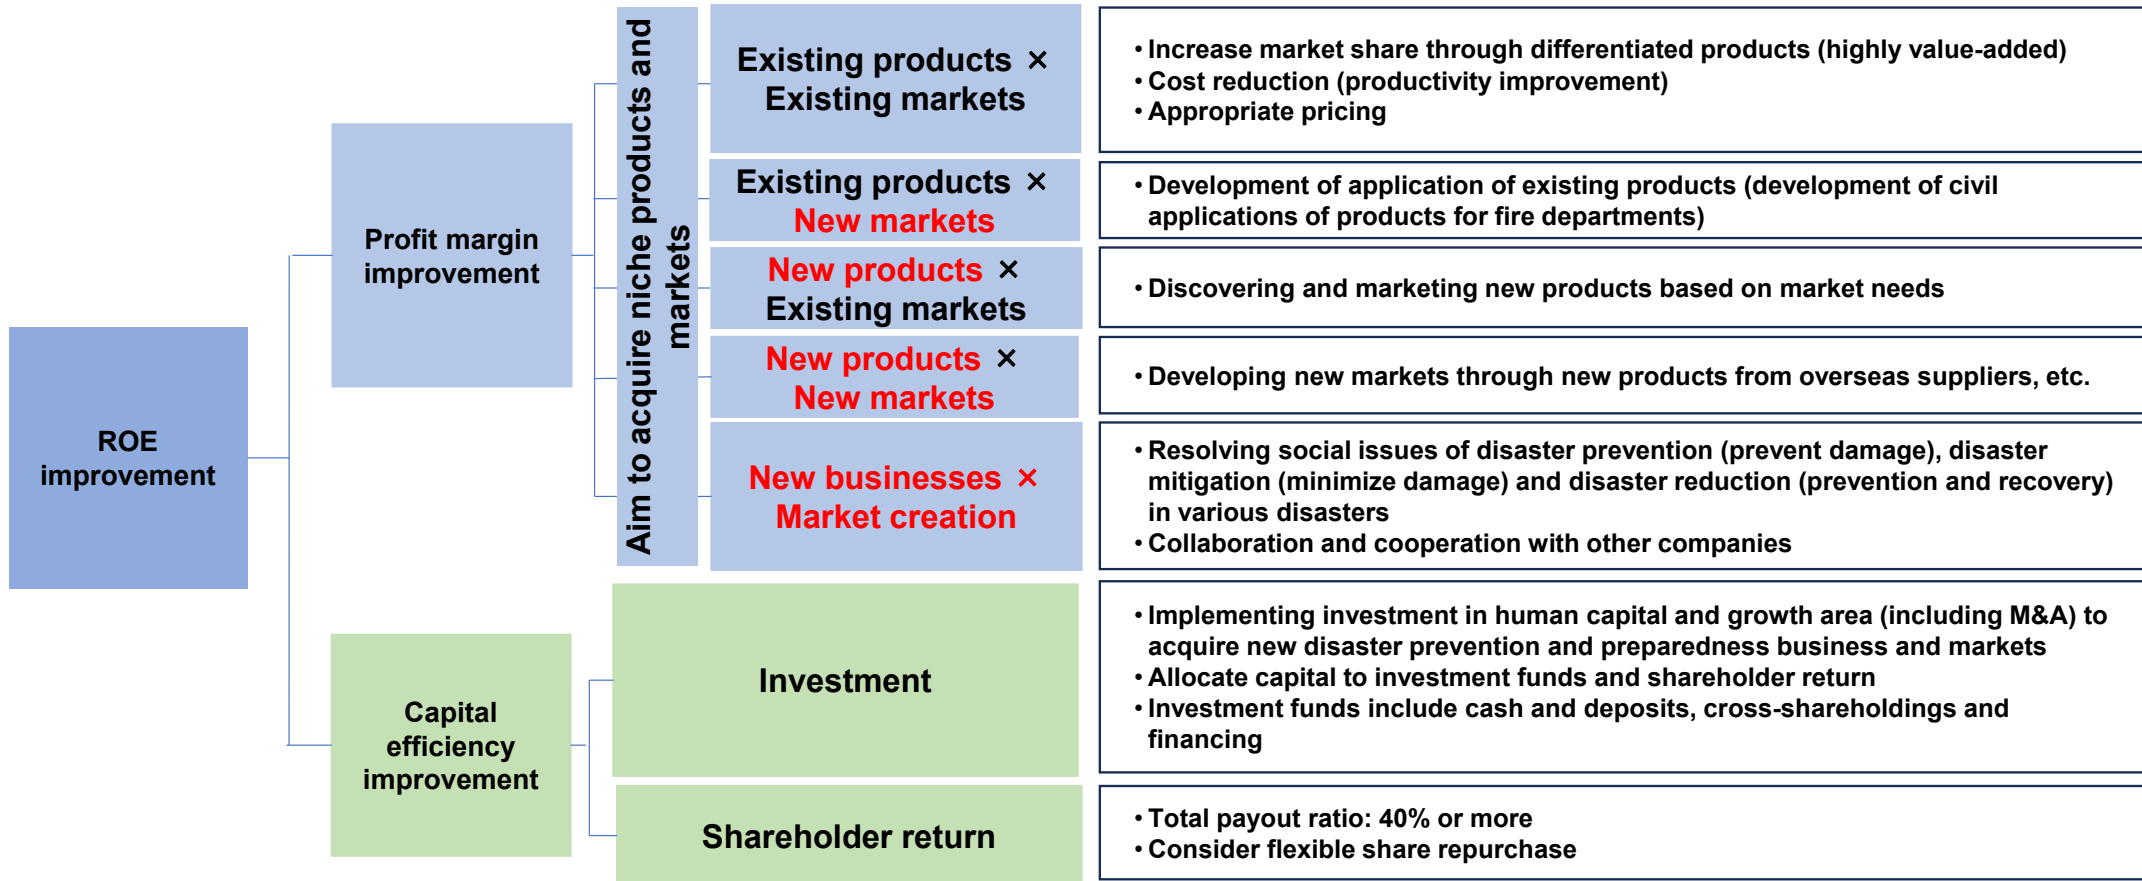 ROE
improvement
Profit margin
improvement
Aim to acquire niche products and
markets
Existing products ×
Existing markets
• Increase market share through differentiated products (highly value-added)
• Cost reduction (productivity improvement)
• Appropriate pricing
Existing products ×
New markets
• Development of application of existing products (development of civil
applications of products for fire departments)
New products ×
Existing markets
• Discovering and marketing new products based on market needs
New products ×
New markets
• Developing new markets through new products from overseas suppliers, etc.
New businesses ×
Market creation
• Resolving social issues of disaster prevention (prevent damage), disaster
mitigation (minimize damage) and disaster reduction (prevention and recovery)
in various disasters
• Collaboration and cooperation with other companies
Capital
efficiency
improvement
Investment
• Implementing investment in human capital and growth area (including M&A) to
acquire new disaster prevention and preparedness business and markets
• Allocate capital to investment funds and shareholder return
• Investment funds include cash and deposits, cross-shareholdings and
financing
Shareholder return
• Total payout ratio: 40% or more
• Consider flexible share repurchase